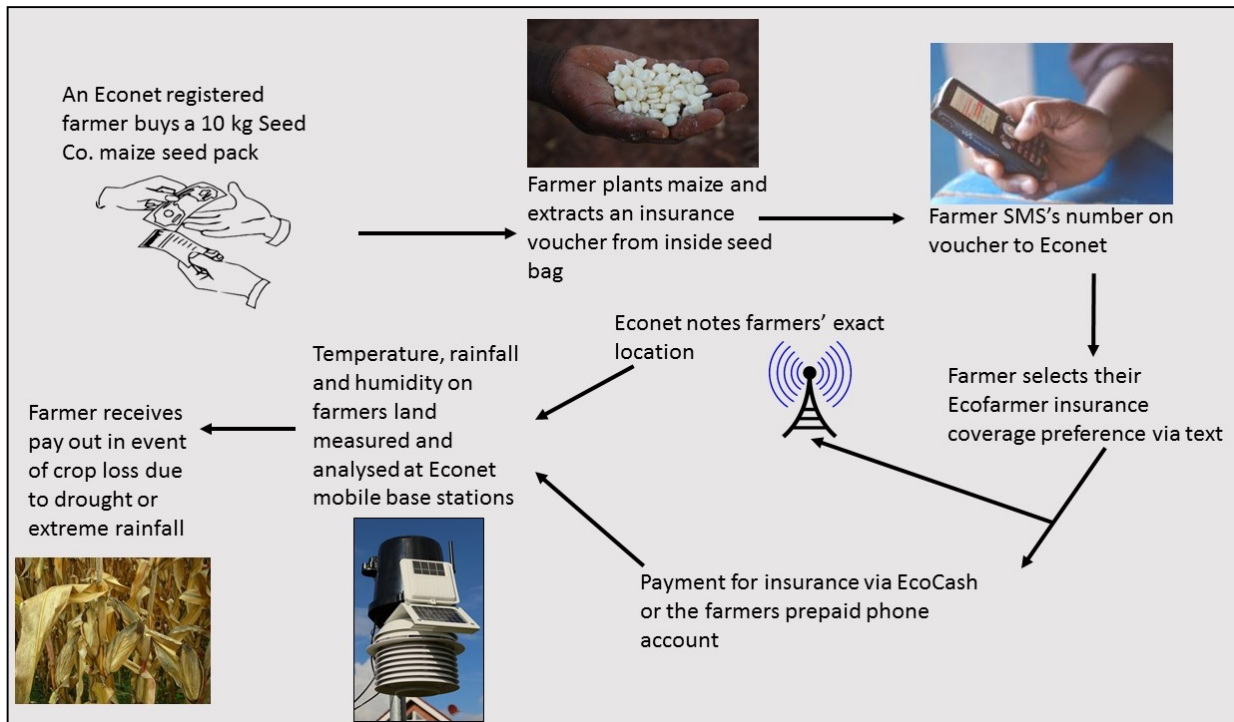 An Econet registered
farmer buys a 10 kg Seed
Co. maize seed pack
Farmer plants maize and
extracts an insurance
voucher from inside seed
bag
Farmer SMS's number on
voucher to Econet
Farmer selects their
Ecofarmer insurance
coverage preference via text
Econet notes farmers’ exact
location
Payment for insurance via EcoCash
or the farmers prepaid phone
account
Temperature, rainfall
and humidity on
farmers land
measured and
analysed at Econet
mobile base stations
Farmer receives
pay out in event
of crop loss due
to drought or
extreme rainfall